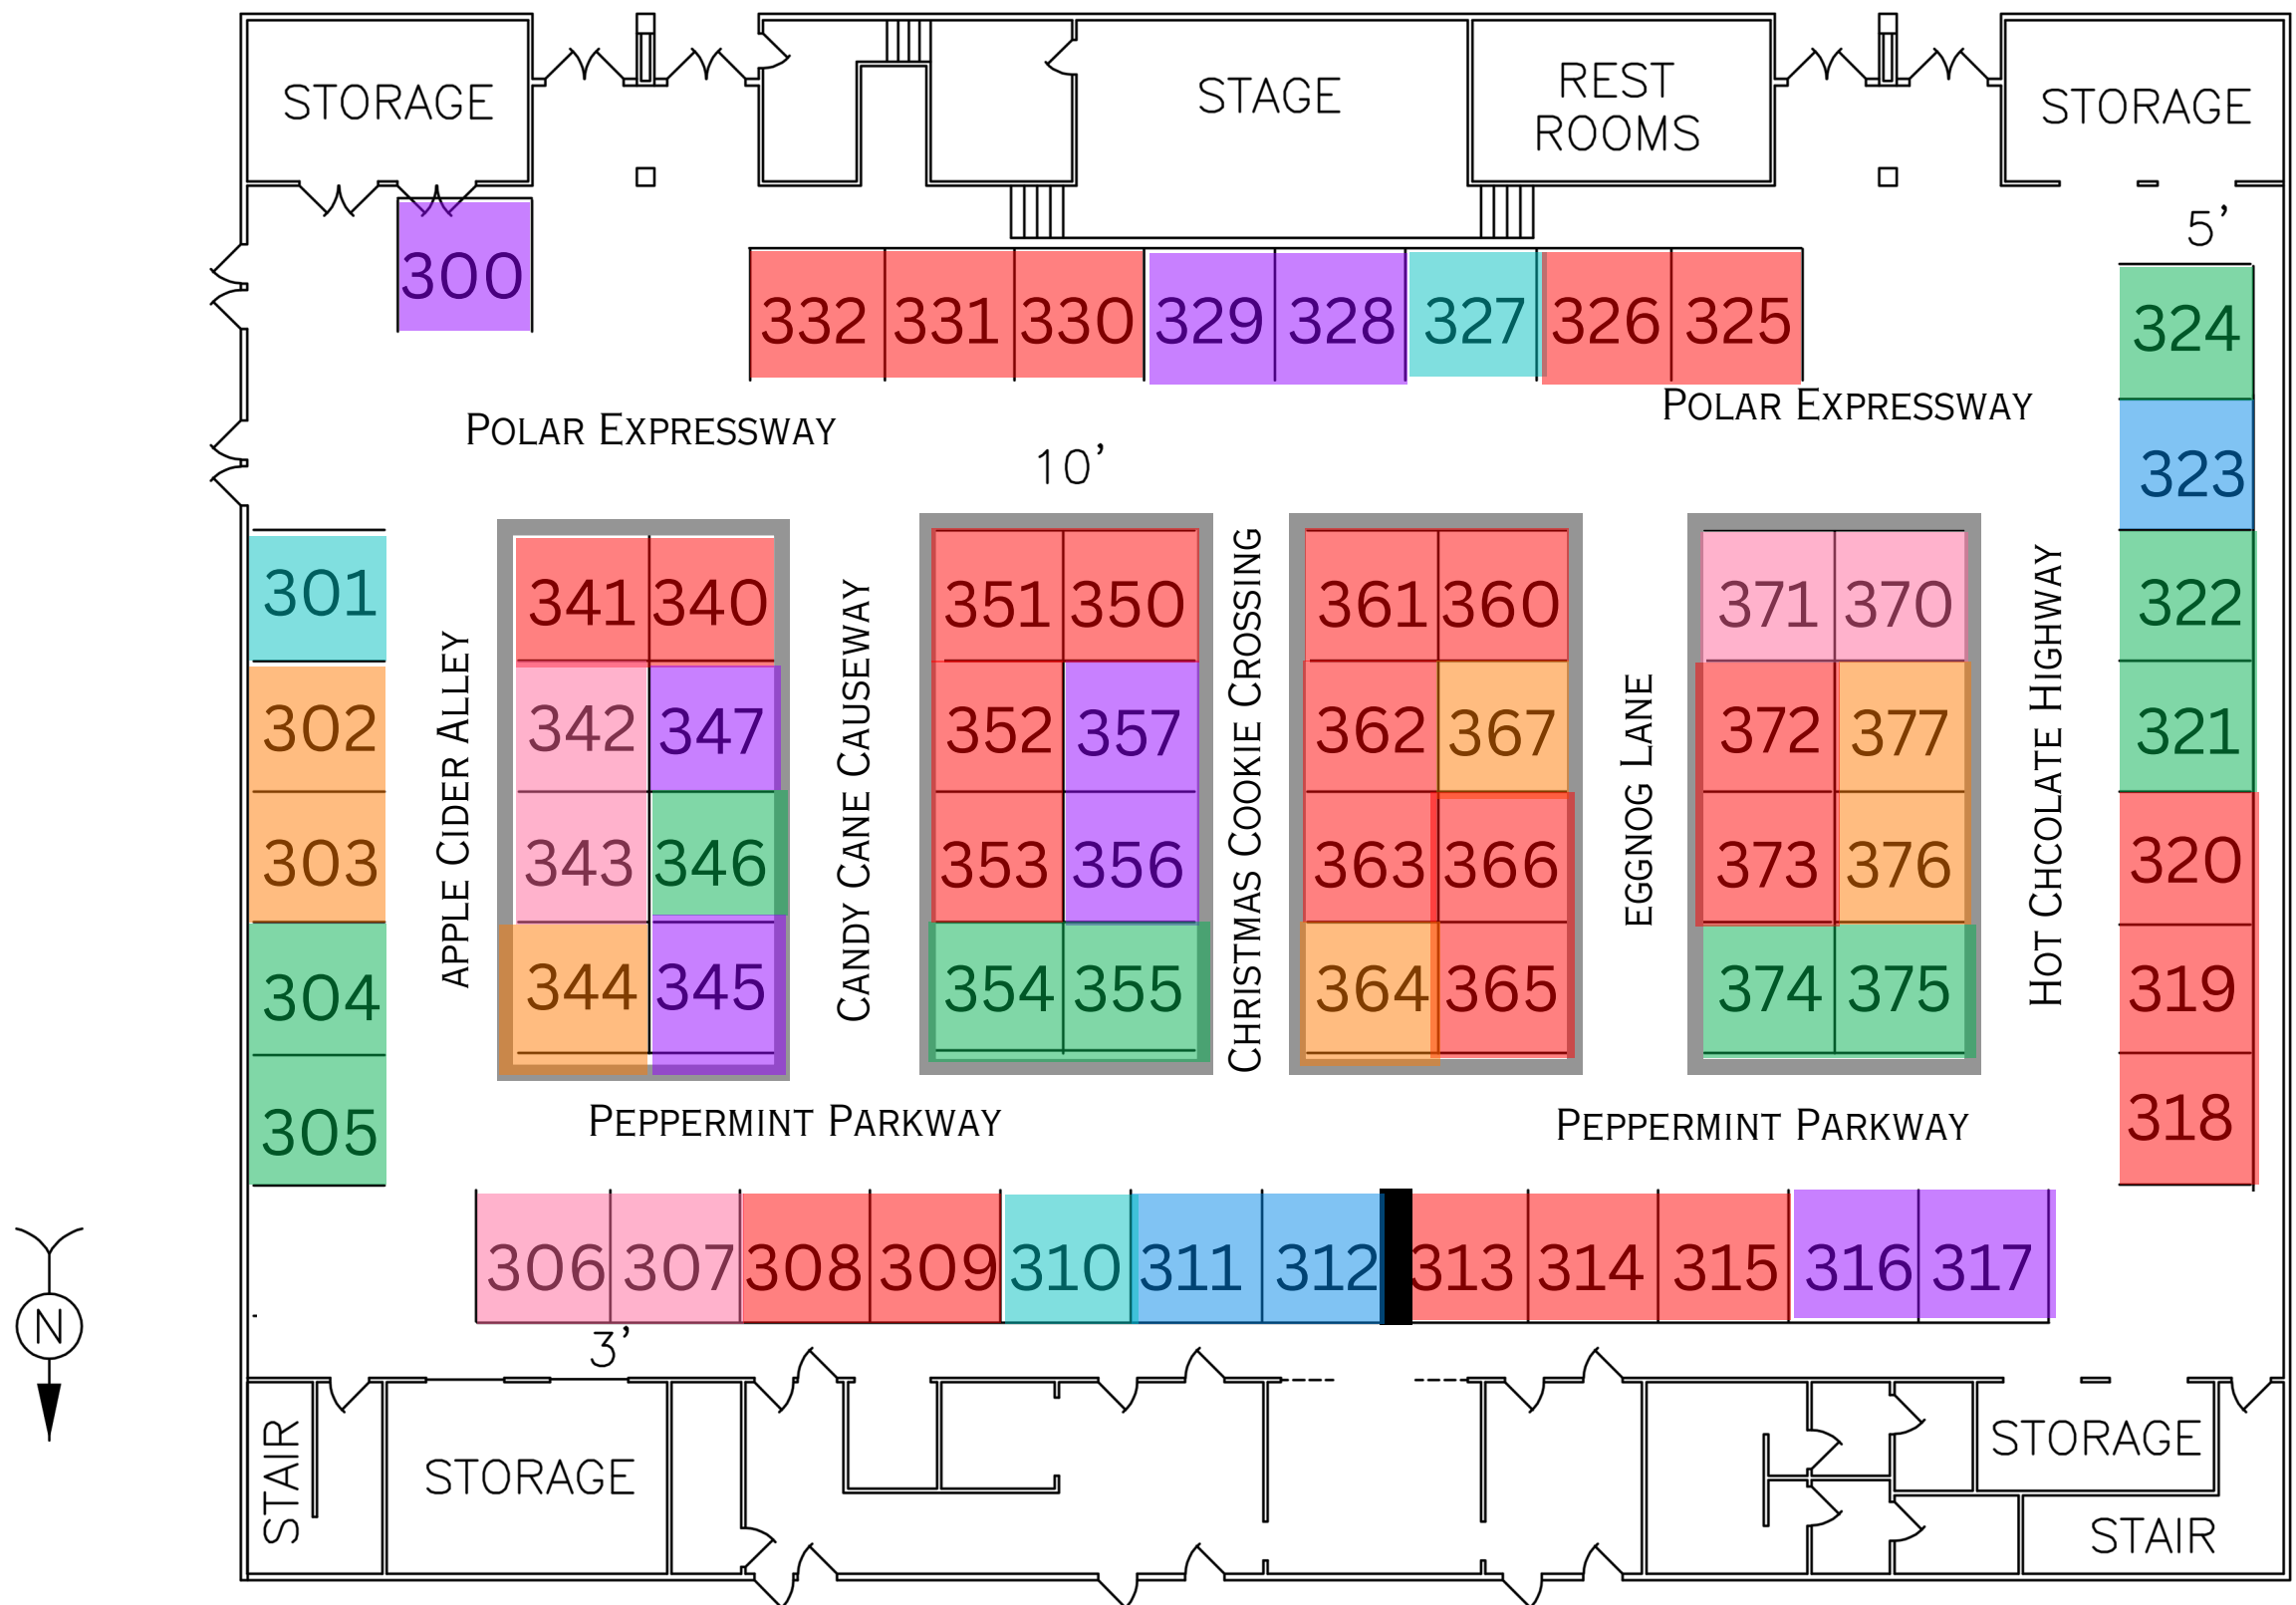 STORAGE
STAGE
REST
ROOMS
STORAGE
5'
300
332 331 330 329 328 327 326 325
324
POLAR EXPRESSWAY
POLAR EXPRESSWAY
10'
323
301
302
303
304
305
APPLE CIDER ALLEY
341 340
342 347
343 346
344 345
CANDY CANE CAUSEWAY
351 350
352 357
353 356
354 355
CHRISTMAS COOKIE CROSSING
361 360
362 367
363 366
364 365
EGGNOG LANE
371 370
372 377
373 376
374 375
HOT CHCOLATE HIGHWAY
322
321
320
319
318
PEPPERMINT PARKWAY
PEPPERMINT PARKWAY
306 307 308 309 310 311 312 313 314 315 316 317
N
3'
STAIR
STORAGE
STORAGE
STAIR